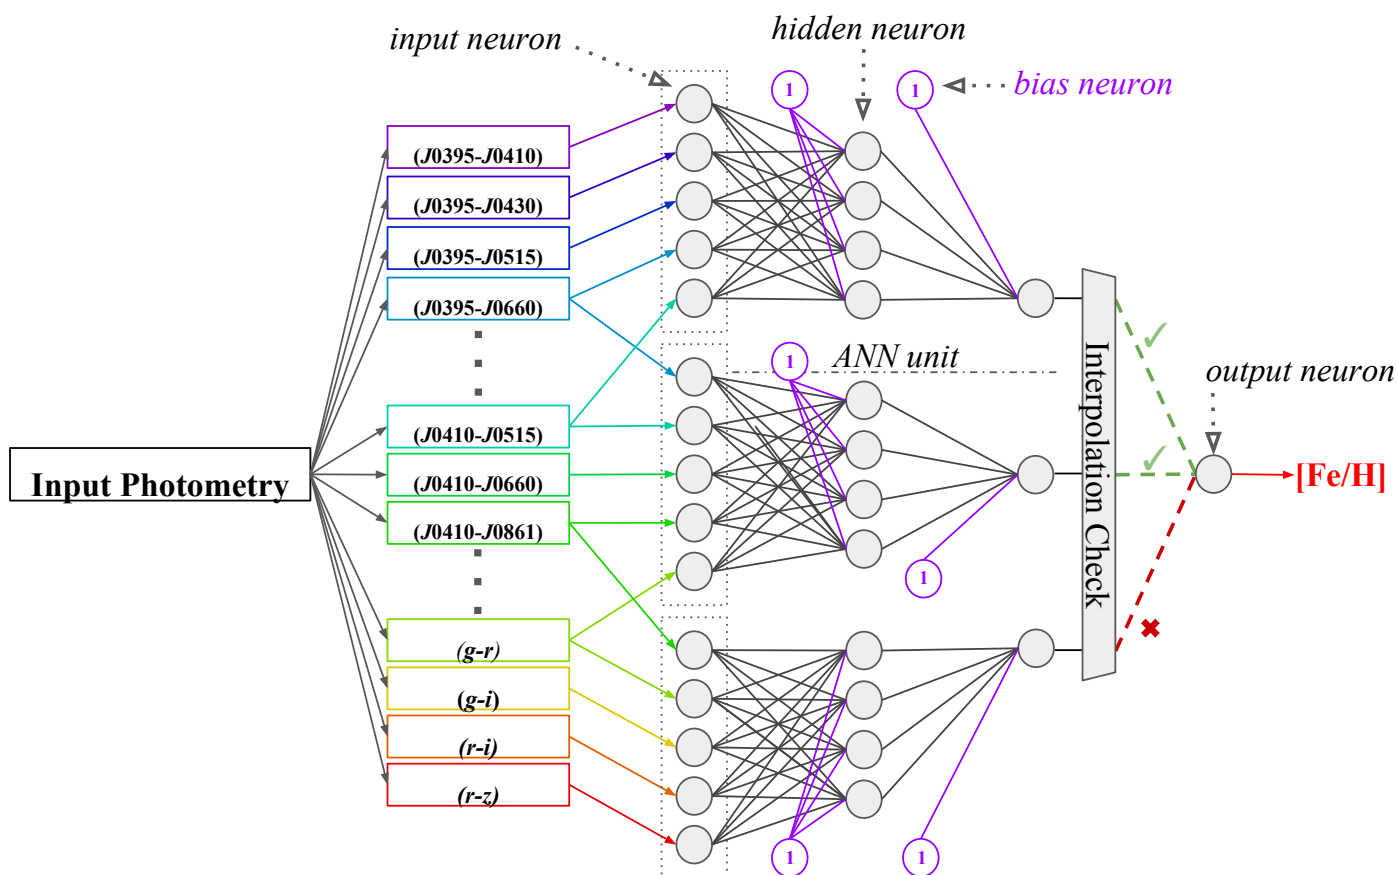 input neuron
hidden neuron
bias neuron
1
1
(J0395-J0410)
(J0395-J0430)
(J0395-J0515)
(J0395-J0660)
(J0410-J0515)
(J0410-J0660)
(J0410-J0861)
(g-r)
(g-i)
(r-i)
(r-z)
Input Photometry
1
ANN unit
1
1
1
Interpolation Check
✓
✓
✖
output neuron
[Fe/H]